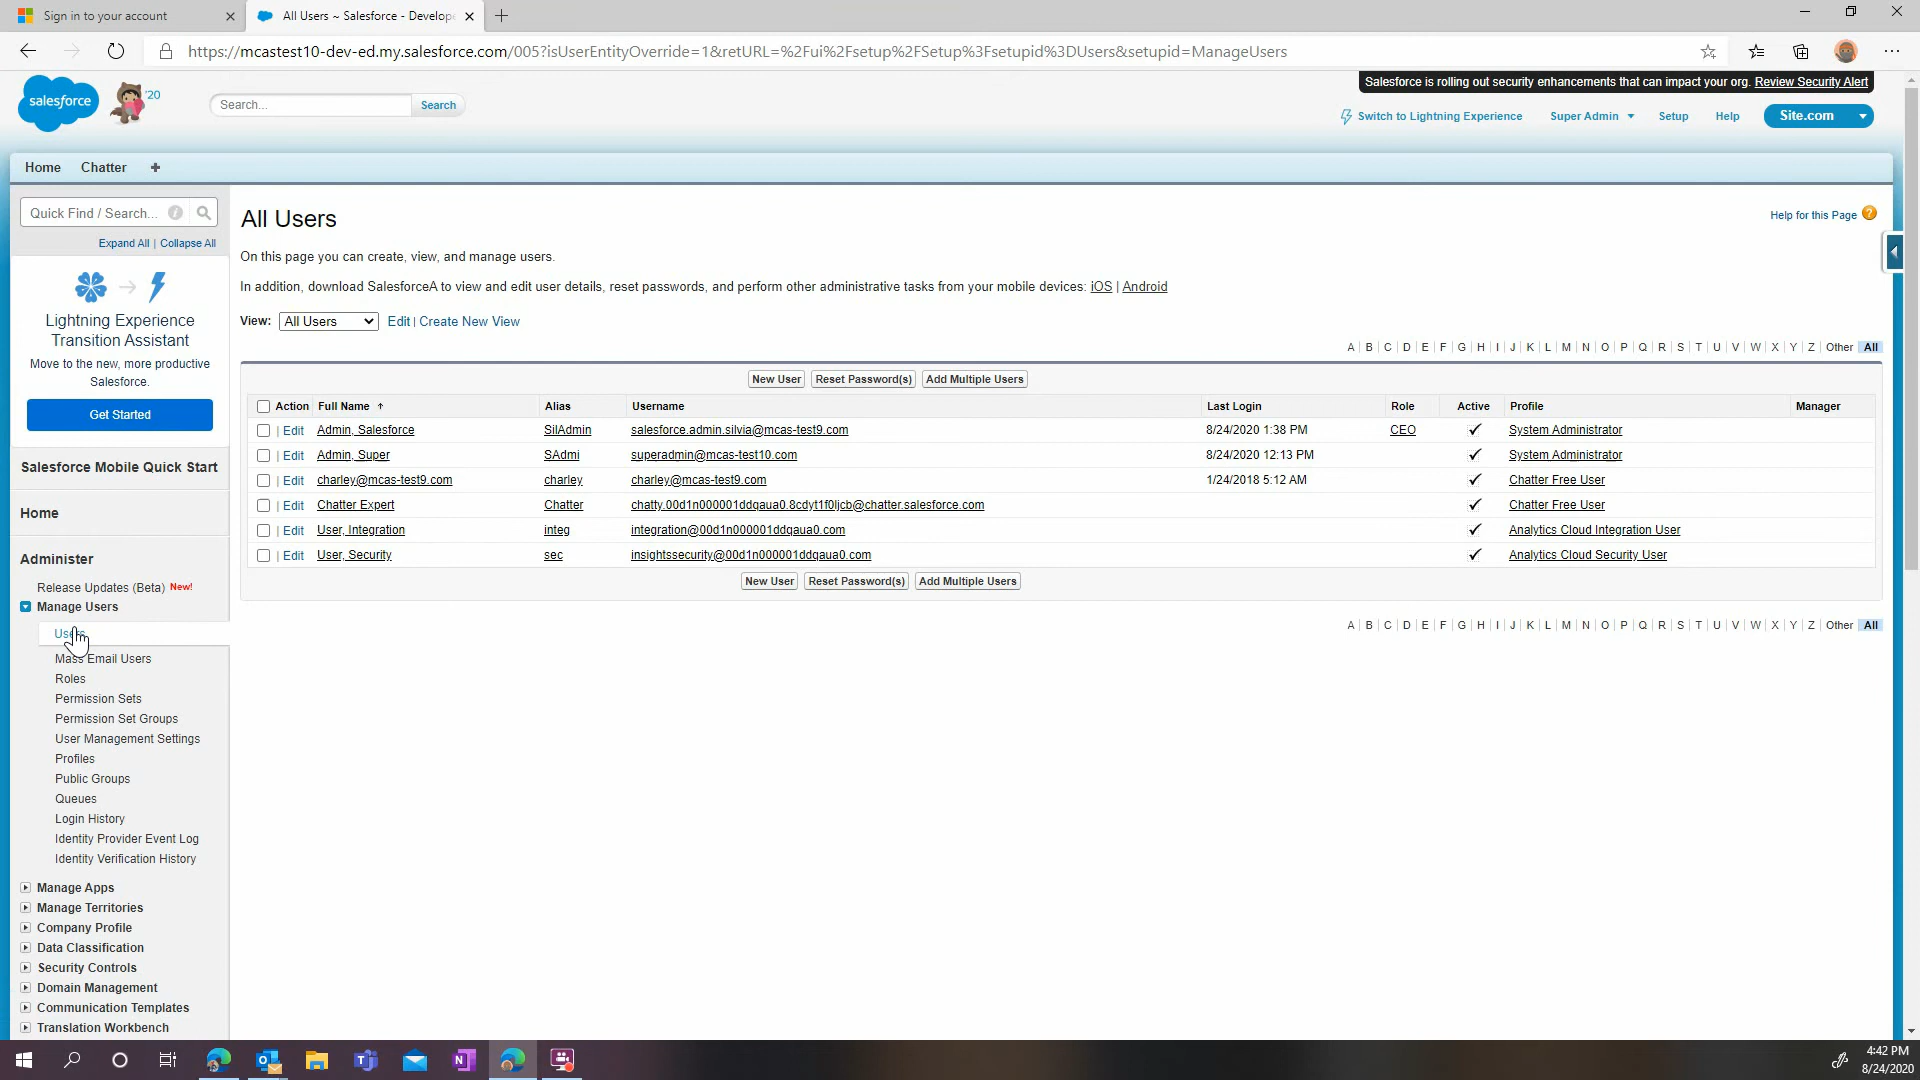 Sign in to your account
All Users ~ Salesforce - Develope
https://mcastest10-dev-ed.my.salesforce.com/005?isUserEntityOverride=1&retURL=%2Fui%2Fsetup%2FSetup%3Fsetupid%3DUsers&setupid=ManageUsers
Salesforce is rolling out security enhancements that can impact your org. Review Security Alert
salesforce
'20
Search...
Search
Switch to Lightning Experience
Super Admin
Setup
Help
Site.com
Home
Chatter
+
Quick Find / Search...
Expand All | Collapse All
Lightning Experience
Transition Assistant
Move to the new, more productive
Salesforce.
Get Started
Salesforce Mobile Quick Start
Home
Administer
Release Updates (Beta) New!
Manage Users
Mass Email Users
Roles
Permission Sets
Permission Set Groups
User Management Settings
Profiles
Public Groups
Queues
Login History
Identity Provider Event Log
Identity Verification History
Manage Apps
Manage Territories
Company Profile
Data Classification
Security Controls
Domain Management
Communication Templates
Translation Workbench
All Users
Help for this Page
On this page you can create, view, and manage users.
In addition, download SalesforceA to view and edit user details, reset passwords, and perform other administrative tasks from your mobile devices: iOS | Android
View: All Users Edit | Create New View
A | B | C | D | E | F | G | H | I | J | K | L | M | N | O | P | Q | R | S | T | U | V | W | X | Y | Z | Other All
New User Reset Password(s) Add Multiple Users
Action Full Name Alias Username Last Login Role Active Profile Manager
| Edit Admin, Salesforce SilAdmin salesforce.admin.silvia@mcas-test9.com 8/24/2020 1:38 PM CEO ✓ System Administrator
| Edit Admin, Super SAdmi superadmin@mcas-test10.com 8/24/2020 12:13 PM ✓ System Administrator
| Edit charley@mcas-test9.com charley charley@mcas-test9.com 1/24/2018 5:12 AM ✓ Chatter Free User
| Edit Chatter Expert Chatter chatty.00d1n000001ddqaua0.8cdyt1f0ljcb@chatter.salesforce.com ✓ Chatter Free User
| Edit User, Integration integ integration@00d1n000001ddqaua0.com ✓ Analytics Cloud Integration User
| Edit User, Security sec insightssecurity@00d1n000001ddqaua0.com ✓ Analytics Cloud Security User
New User Reset Password(s) Add Multiple Users
A | B | C | D | E | F | G | H | I | J | K | L | M | N | O | P | Q | R | S | T | U | V | W | X | Y | Z | Other All
4:42 PM
8/24/2020